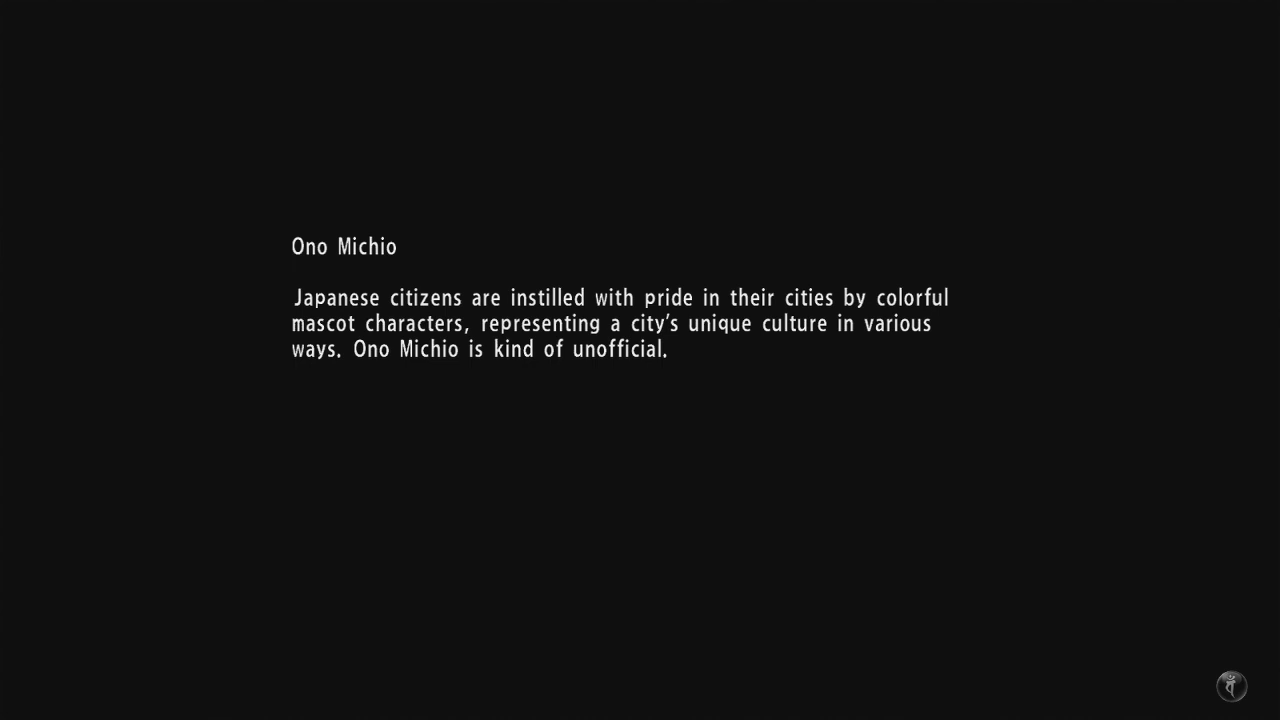 Ono Michio
Japanese citizens are instilled with pride in their cities by colorful
mascot characters, representing a city's unique culture in various
ways. Ono Michio is kind of unofficial.